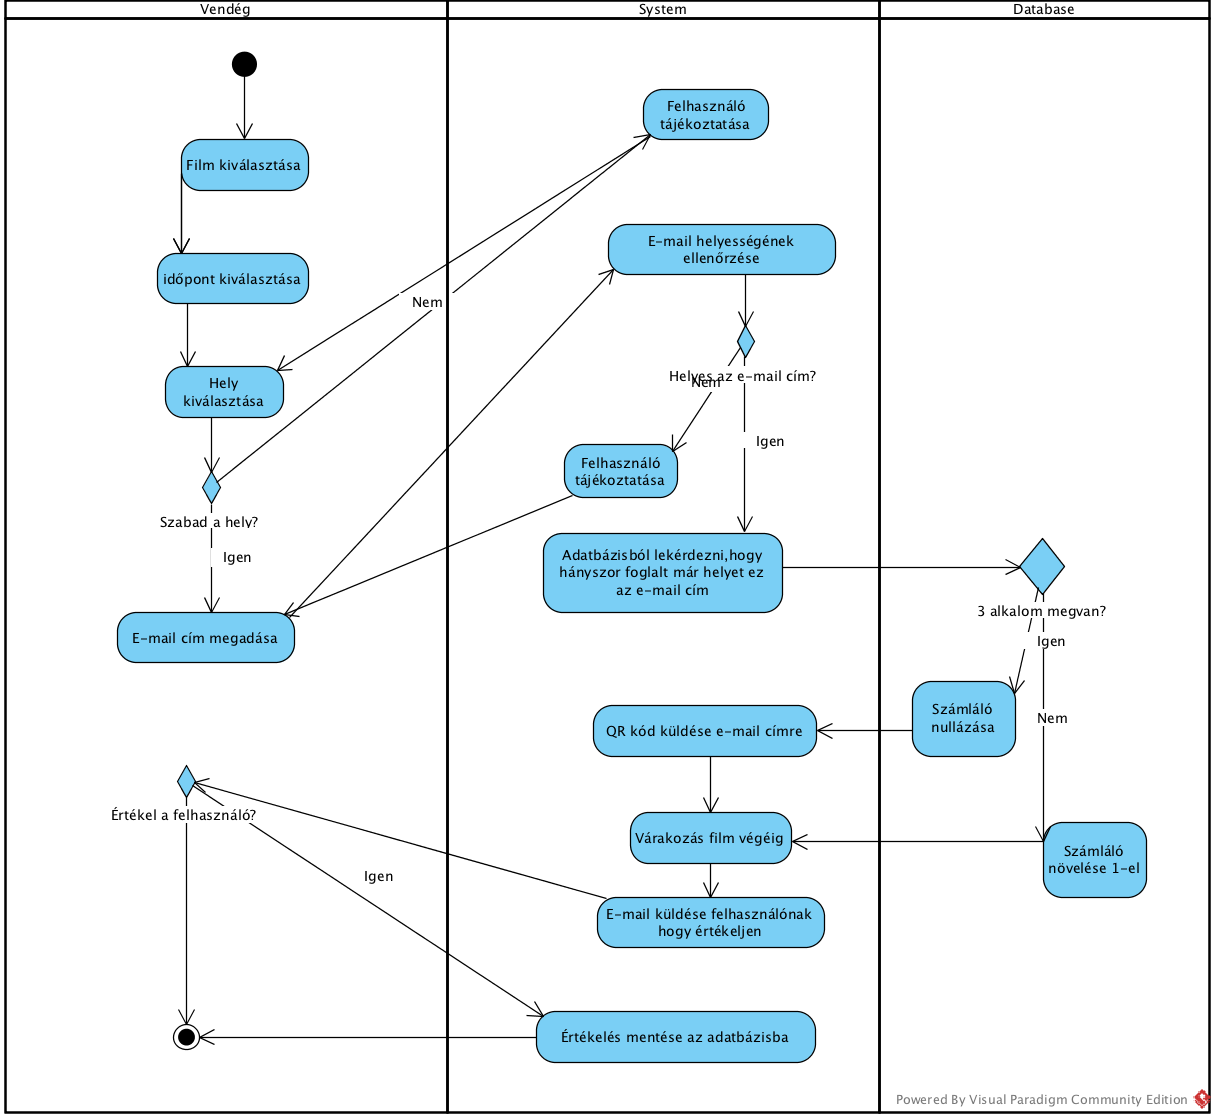 Vendég
System
Database
Felhasználó
tájékoztatása
Film kiválasztása
E-mail helyességének
ellenőrzése
időpont kiválasztása
Nem
Hely
kiválasztása
Helyes az e-mail cím?
Nem
Igen
Felhasználó
tájékoztatása
Szabad a hely?
Igen
Adatbázisból lekérdezni,hogy
hányszor foglalt már helyet ez
az e-mail cím
3 alkalom megvan?
Igen
E-mail cím megadása
Számláló
nullázása
Nem
QR kód küldése e-mail címre
Értékel a felhasználó?
Várakozás film végéig
Számláló
növelése 1-el
Igen
E-mail küldése felhasználónak
hogy értékeljen
Értékelés mentése az adatbázisba
Powered By Visual Paradigm Community Edition